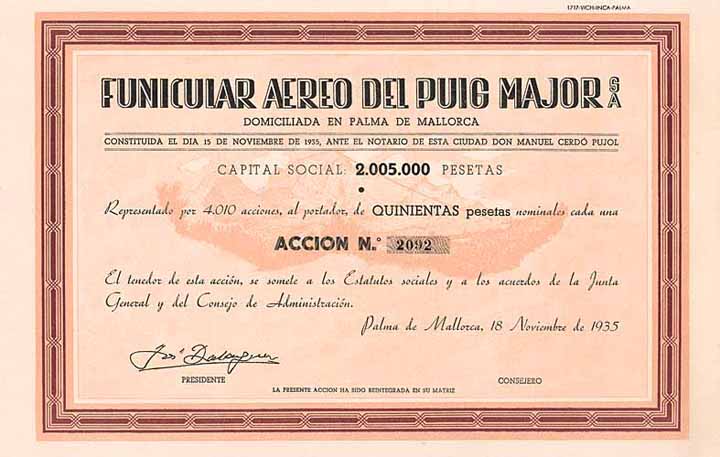 1717-VICH-INCA-PALMA
FUNICULAR AEREO DEL PUIG MAJOR S A
DOMICILIADA EN PALMA DE MALLORCA
CONSTITUIDA EL DIA 15 DE NOVIEMBRE DE 1935, ANTE EL NOTARIO DE ESTA CIUDAD DON MANUEL CERDÓ PUJOL
CAPITAL SOCIAL: 2.005.000 PESETAS
Representado por 4.010 acciones, al portador, de QUINIENTAS pesetas nominales cada una
ACCION N.º 2092
El tenedor de esta acción, se somete a los Estatutos sociales y a los acuerdos de la Junta
General y del Consejo de Administración.
Palma de Mallorca, 18 Noviembre de 1935
PRESIDENTE
CONSEJERO
LA PRESENTE ACCION HA SIDO REINTEGRADA EN SU MATRIZ